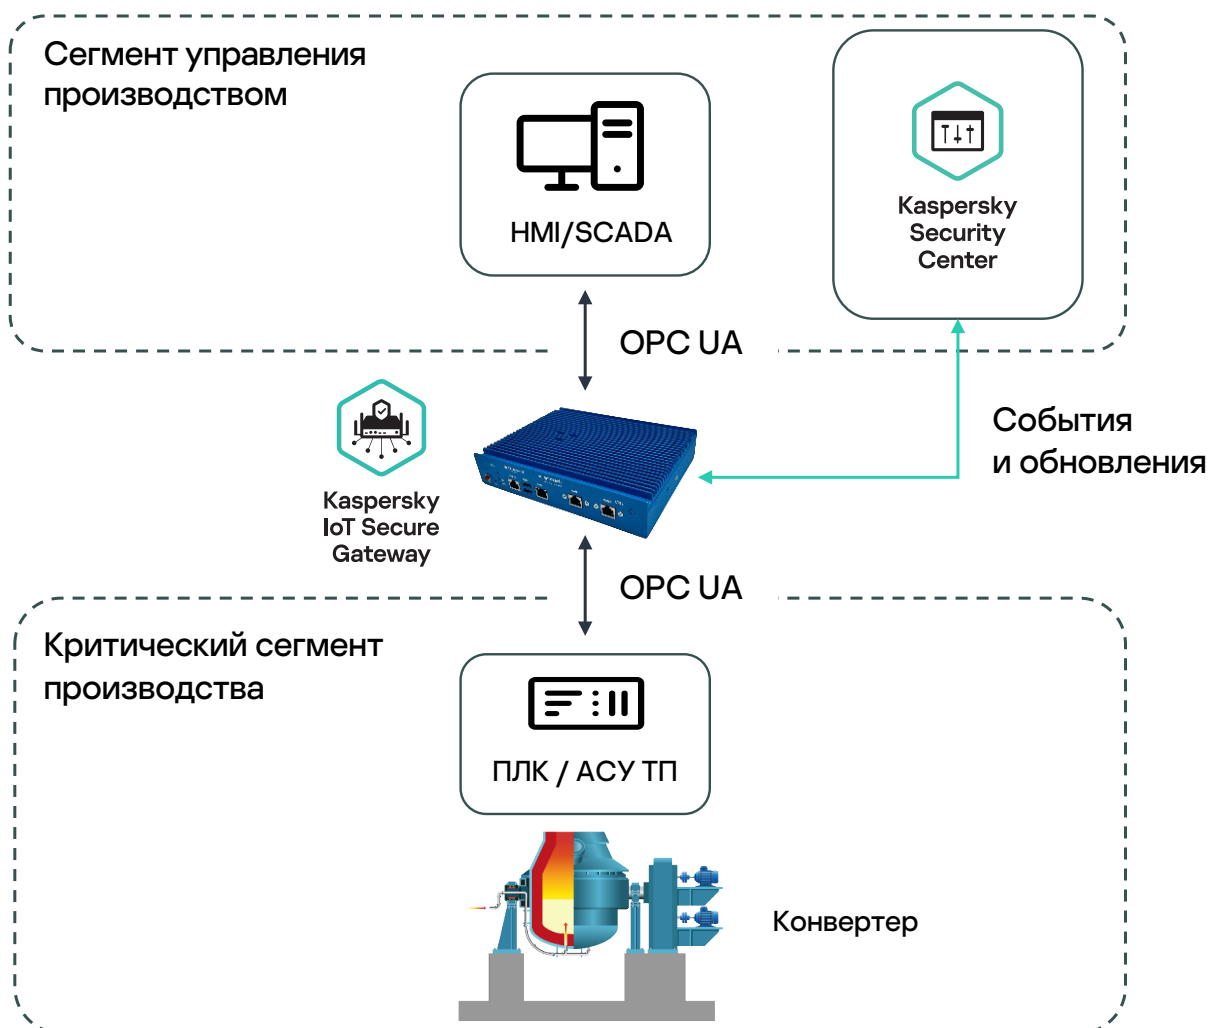 Сегмент управления
производством
HMI/SCADA
Kaspersky
Security
Center
OPC UA
События
и обновления
Kaspersky
IoT Secure
Gateway
OPC UA
Критический сегмент
производства
ПЛК / АСУ ТП
Конвертер